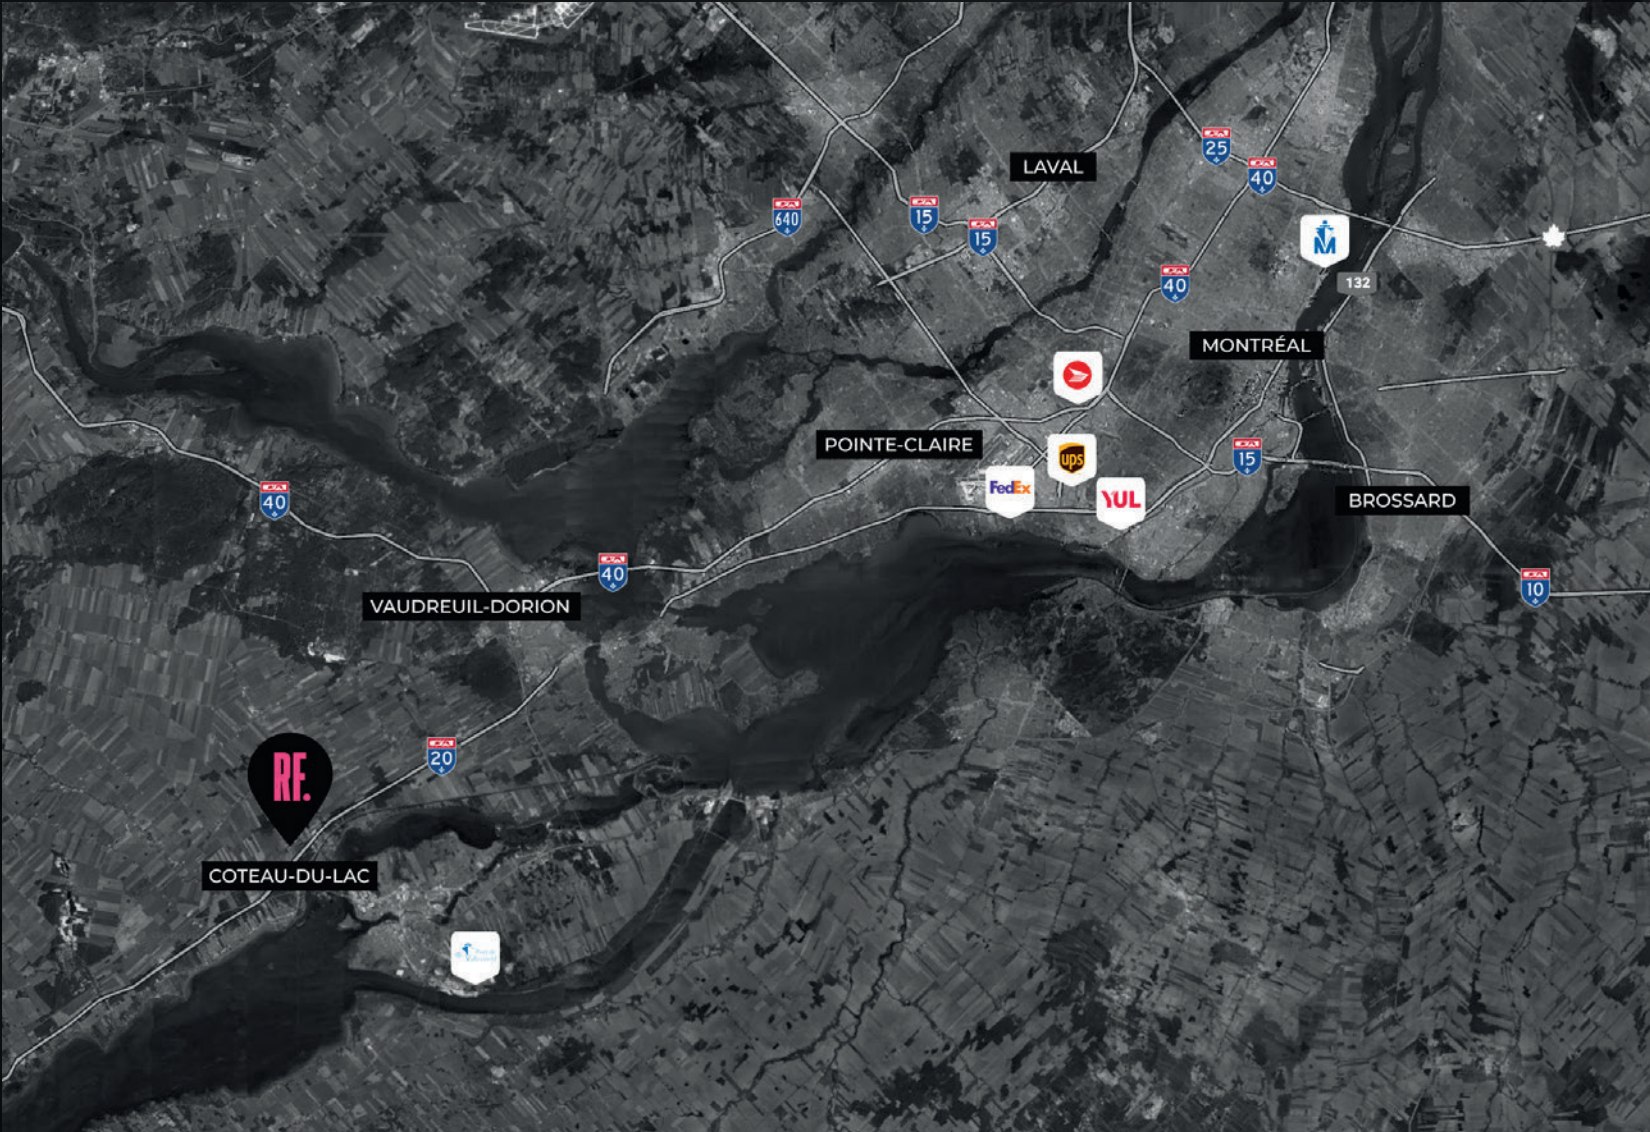 25
LAVAL
40
640
15
15
M
132
40
MONTRÉAL
POINTE-CLAIRE
ups
15
FedEx
YUL
BROSSARD
40
40
10
VAUDREUIL-DORION
20
RF.
COTEAU-DU-LAC